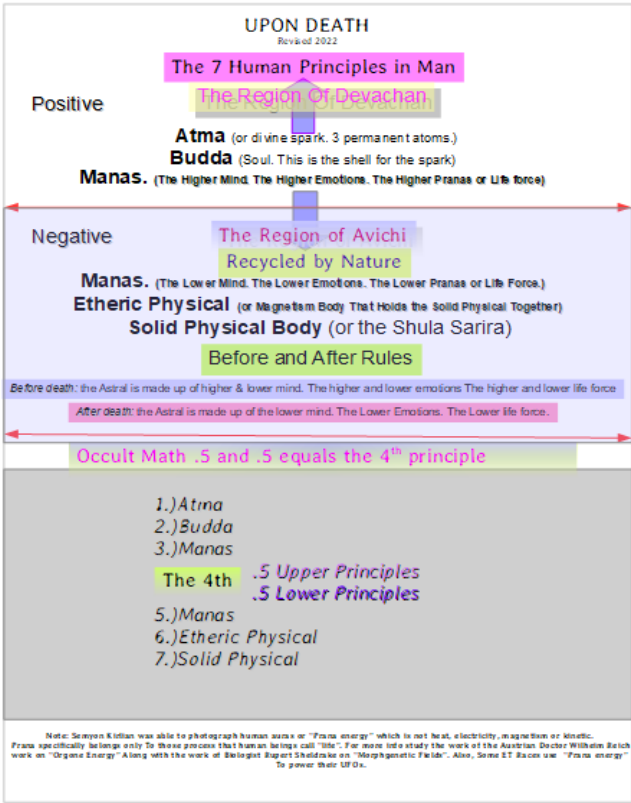 UPON DEATH
Revised 2022
The 7 Human Principles in Man
Positive
The Region Of Devachan
Atma (or divine spark. 3 permanent atoms.)
Budda (Soul. This is the shell for the spark)
Manas. (The Higher Mind. The Higher Emotions. The Higher Pranas or Life force)
Negative
The Region of Avichi
Recycled by Nature
Manas. (The Lower Mind. The Lower Emotions. The Lower Pranas or Life Force.)
Etheric Physical (or Magnetism Body That Holds the Solid Physical Together)
Solid Physical Body (or the Shula Sarira)
Before and After Rules
Before death: the Astral is made up of higher & lower mind. The higher and lower emotions The higher and lower life force
After death: the Astral is made up of the lower mind. The Lower Emotions. The Lower life force.
Occult Math .5 and .5 equals the 4th principle
1.)Atma
2.)Budda
3.)Manas
The 4th
.5 Upper Principles
.5 Lower Principles
5.)Manas
6.)Etheric Physical
7.)Solid Physical
Note: Semyon Kirlian was able to photograph human auras or "Prana energy" which is not heat, electricity, magnetism or kinetic.
Prana specifically belongs only To those process that human beings call "life". For more info study the work of the Austrian Doctor Wilheim Reich
work on "Orgone Energy" Along with the work of Biologist Rupert Sheldrake on "Morphgenetic Fields". Also, Some ET Races use "Prana energy"
To power their UFOs.